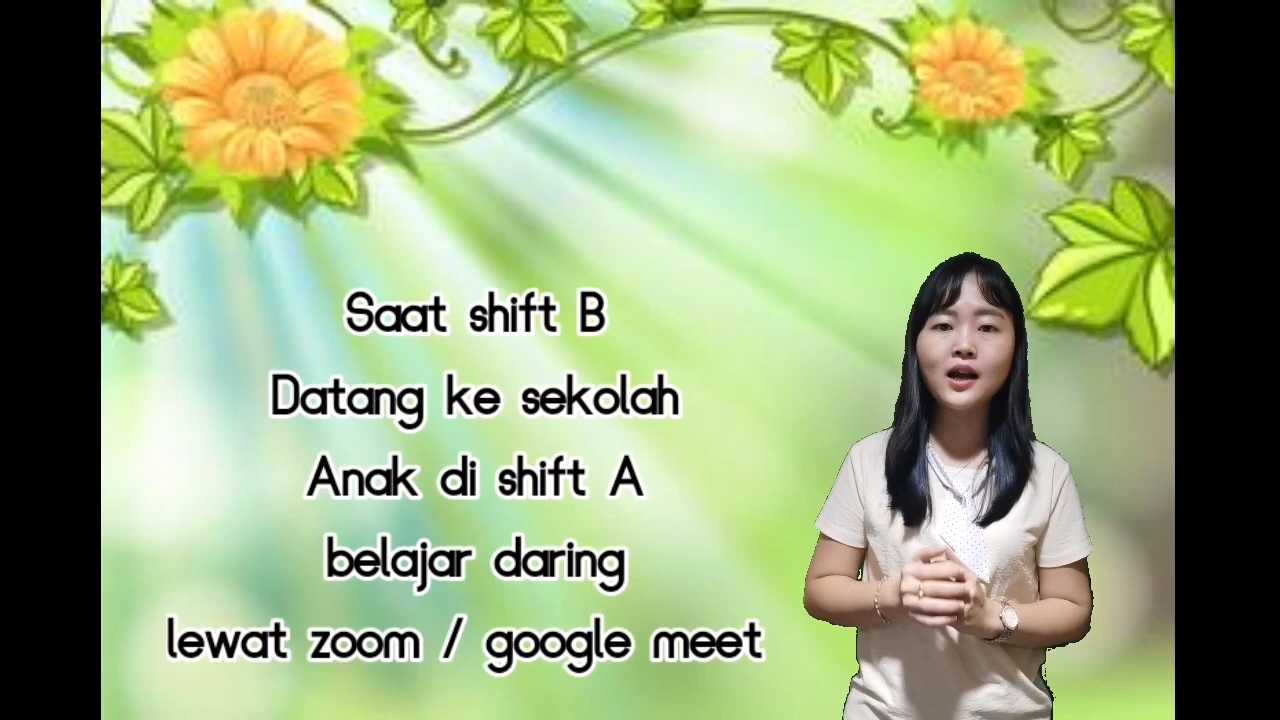 Saat shift B
Datang ke sekolah
Anak di shift A
belajar daring
lewat zoom / google meet